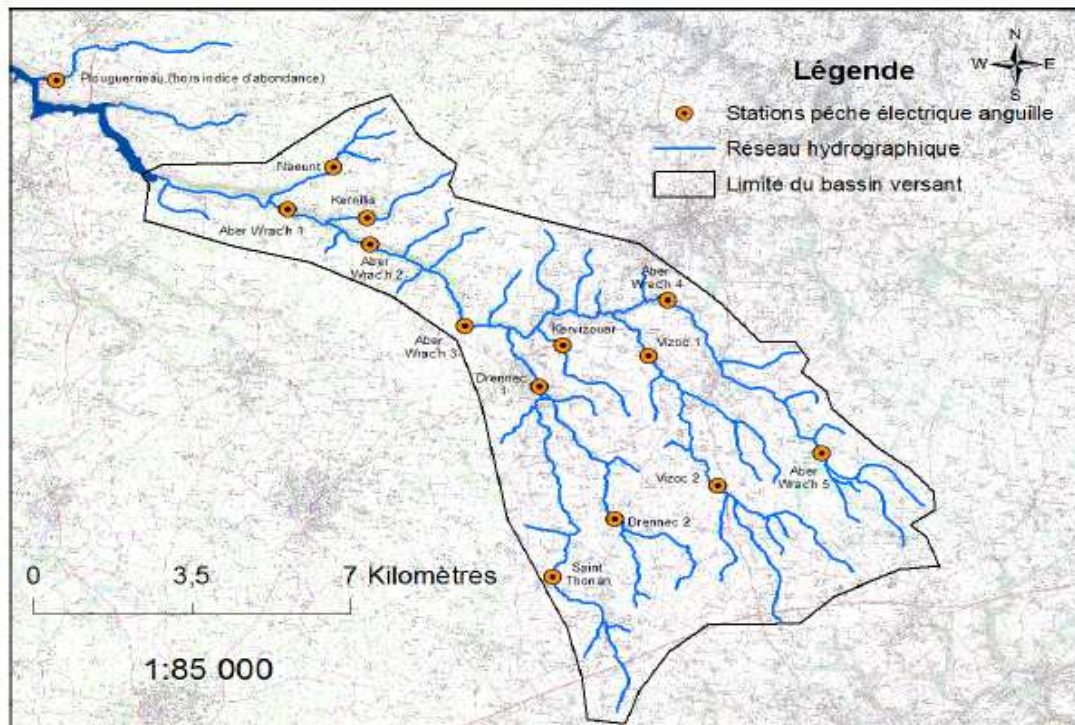 N
W E
S
Plouguerneau (hors indice d'abondance)
Légende
Stations pêche électrique anguille
Réseau hydrographique
Limite du bassin versant
Naount
Kernilis
Aber Wrac'h 1
Aber
Wrac'h 2
Aber
Wrac'h 4
Aber
Wrac'h 3
Kervizouer
Vizoc 1
Drennec
1
Aber
Wrac'h 5
Vizoc 2
Drennec 2
Saint
Thonan
0 3,5 7 Kilomètres
1:85 000